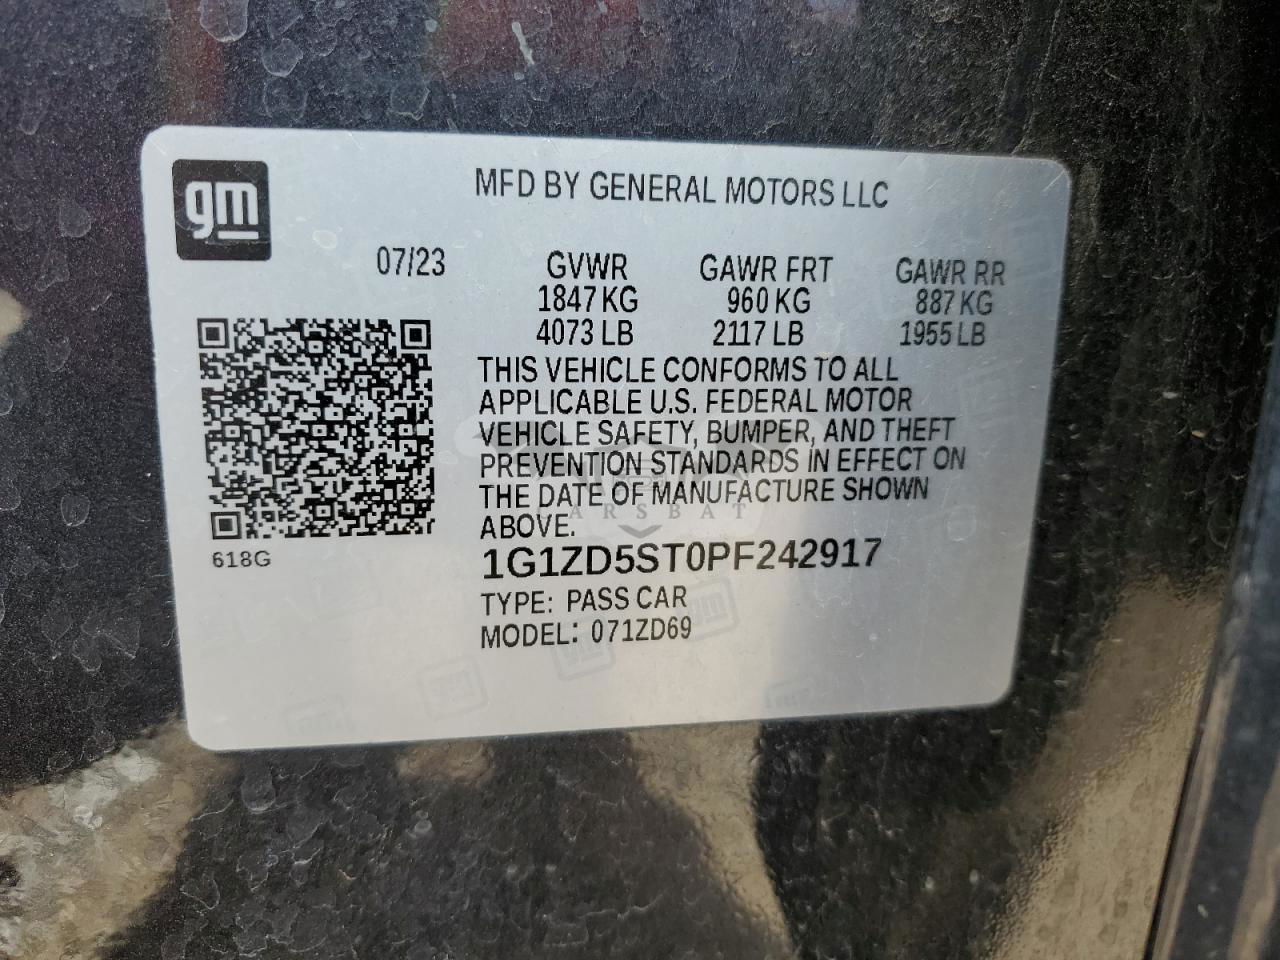 gm
MFD BY GENERAL MOTORS LLC
07/23 GVWR GAWR FRT GAWR RR
1847 KG 960 KG 887 KG
4073 LB 2117 LB 1955 LB
THIS VEHICLE CONFORMS TO ALL
APPLICABLE U.S. FEDERAL MOTOR
VEHICLE SAFETY, BUMPER, AND THEFT
PREVENTION STANDARDS IN EFFECT ON
THE DATE OF MANUFACTURE SHOWN
ABOVE.
618G
1G1ZD5ST0PF242917
TYPE: PASS CAR
MODEL: 071ZD69